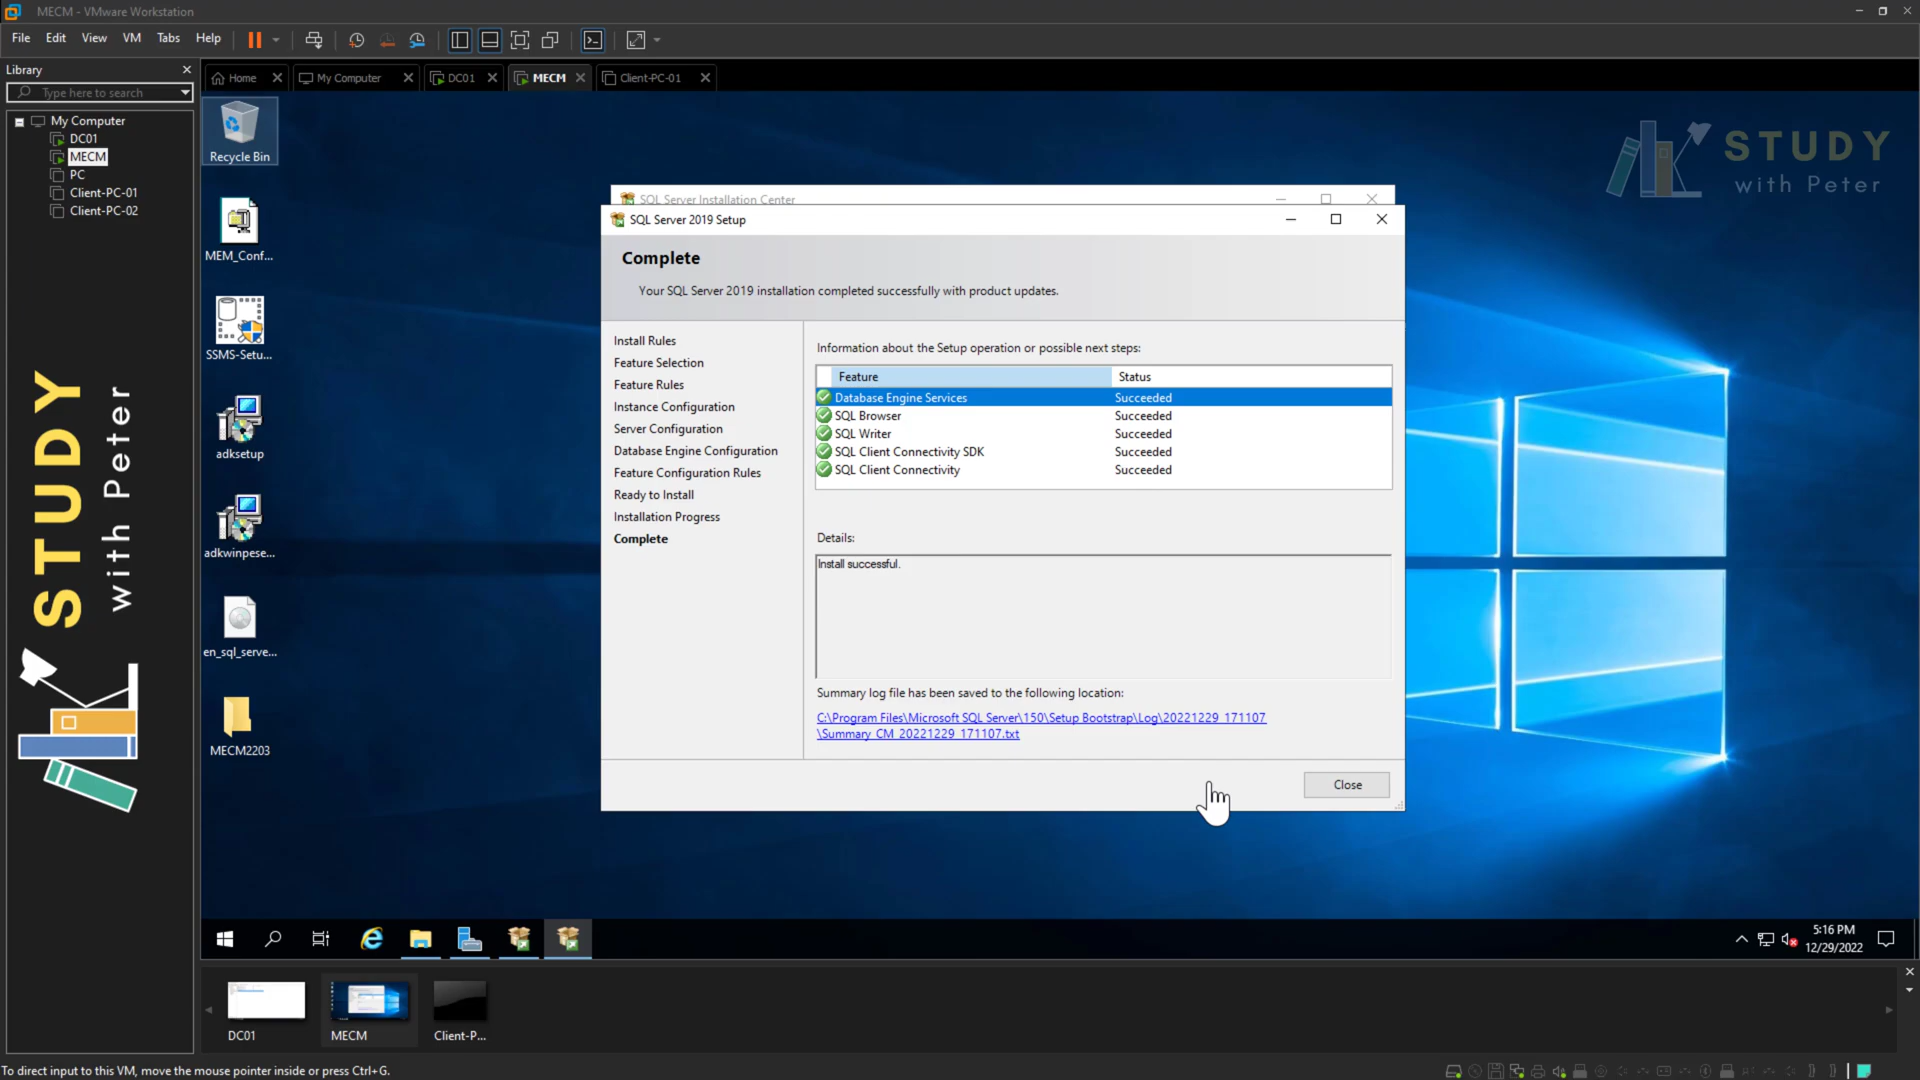 MECM - VMware Workstation
File Edit View VM Tabs Help
Library
Type here to search
Home
My Computer
DC01
MECM
Client-PC-01
My Computer
DC01
MECM
PC
Client-PC-01
Client-PC-02
STUDY
with Peter
Recycle Bin
MEM_Conf...
SSMS-Setu...
adksetup
adkwinpese...
en_sql_serve...
MECM2203
STUDY
with Peter
SQL Server Installation Center
SQL Server 2019 Setup
Complete
Your SQL Server 2019 installation completed successfully with product updates.
Install Rules
Feature Selection
Feature Rules
Instance Configuration
Server Configuration
Database Engine Configuration
Feature Configuration Rules
Ready to Install
Installation Progress
Complete
Information about the Setup operation or possible next steps:
Feature Status
Database Engine Services Succeeded
SQL Browser Succeeded
SQL Writer Succeeded
SQL Client Connectivity SDK Succeeded
SQL Client Connectivity Succeeded
Details:
Install successful.
Summary log file has been saved to the following location:
C:\Program Files\Microsoft SQL Server\150\Setup Bootstrap\Log\20221229_171107
\Summary_CM_20221229_171107.txt
Close
5:16 PM
12/29/2022
DC01
MECM
Client-P...
To direct input to this VM, move the mouse pointer inside or press Ctrl+G.